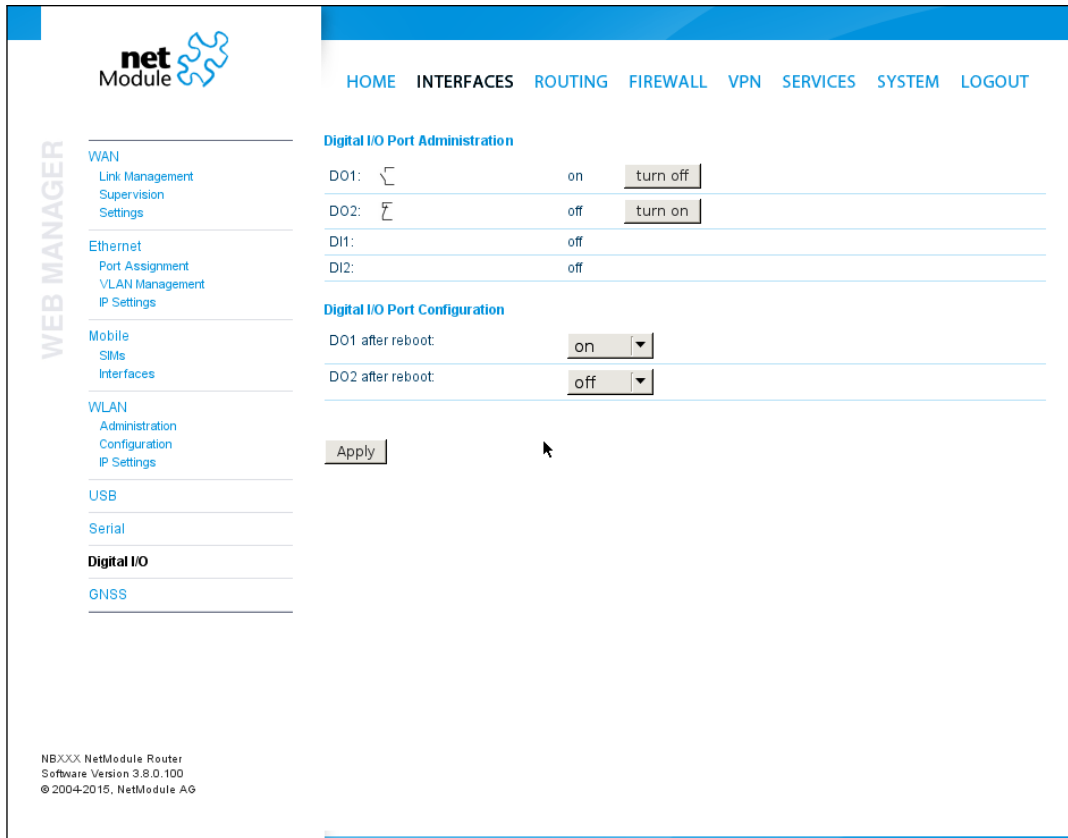 net
Module
HOME INTERFACES ROUTING FIREWALL VPN SERVICES SYSTEM LOGOUT
WEB MANAGER
WAN
Link Management
Supervision
Settings
Ethernet
Port Assignment
VLAN Management
IP Settings
Mobile
SIMs
Interfaces
WLAN
Administration
Configuration
IP Settings
USB
Serial
Digital I/O
GNSS
Digital I/O Port Administration
DO1: on turn off
DO2: off turn on
DI1: off
DI2: off
Digital I/O Port Configuration
DO1 after reboot: on
DO2 after reboot: off
Apply
NBXXX NetModule Router
Software Version 3.8.0.100
© 2004-2015, NetModule AG